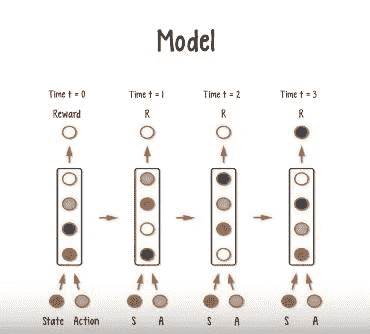 Model
Time t = 0 Time t = 1 Time t = 2 Time t = 3
Reward R R R
State Action S A S A S A